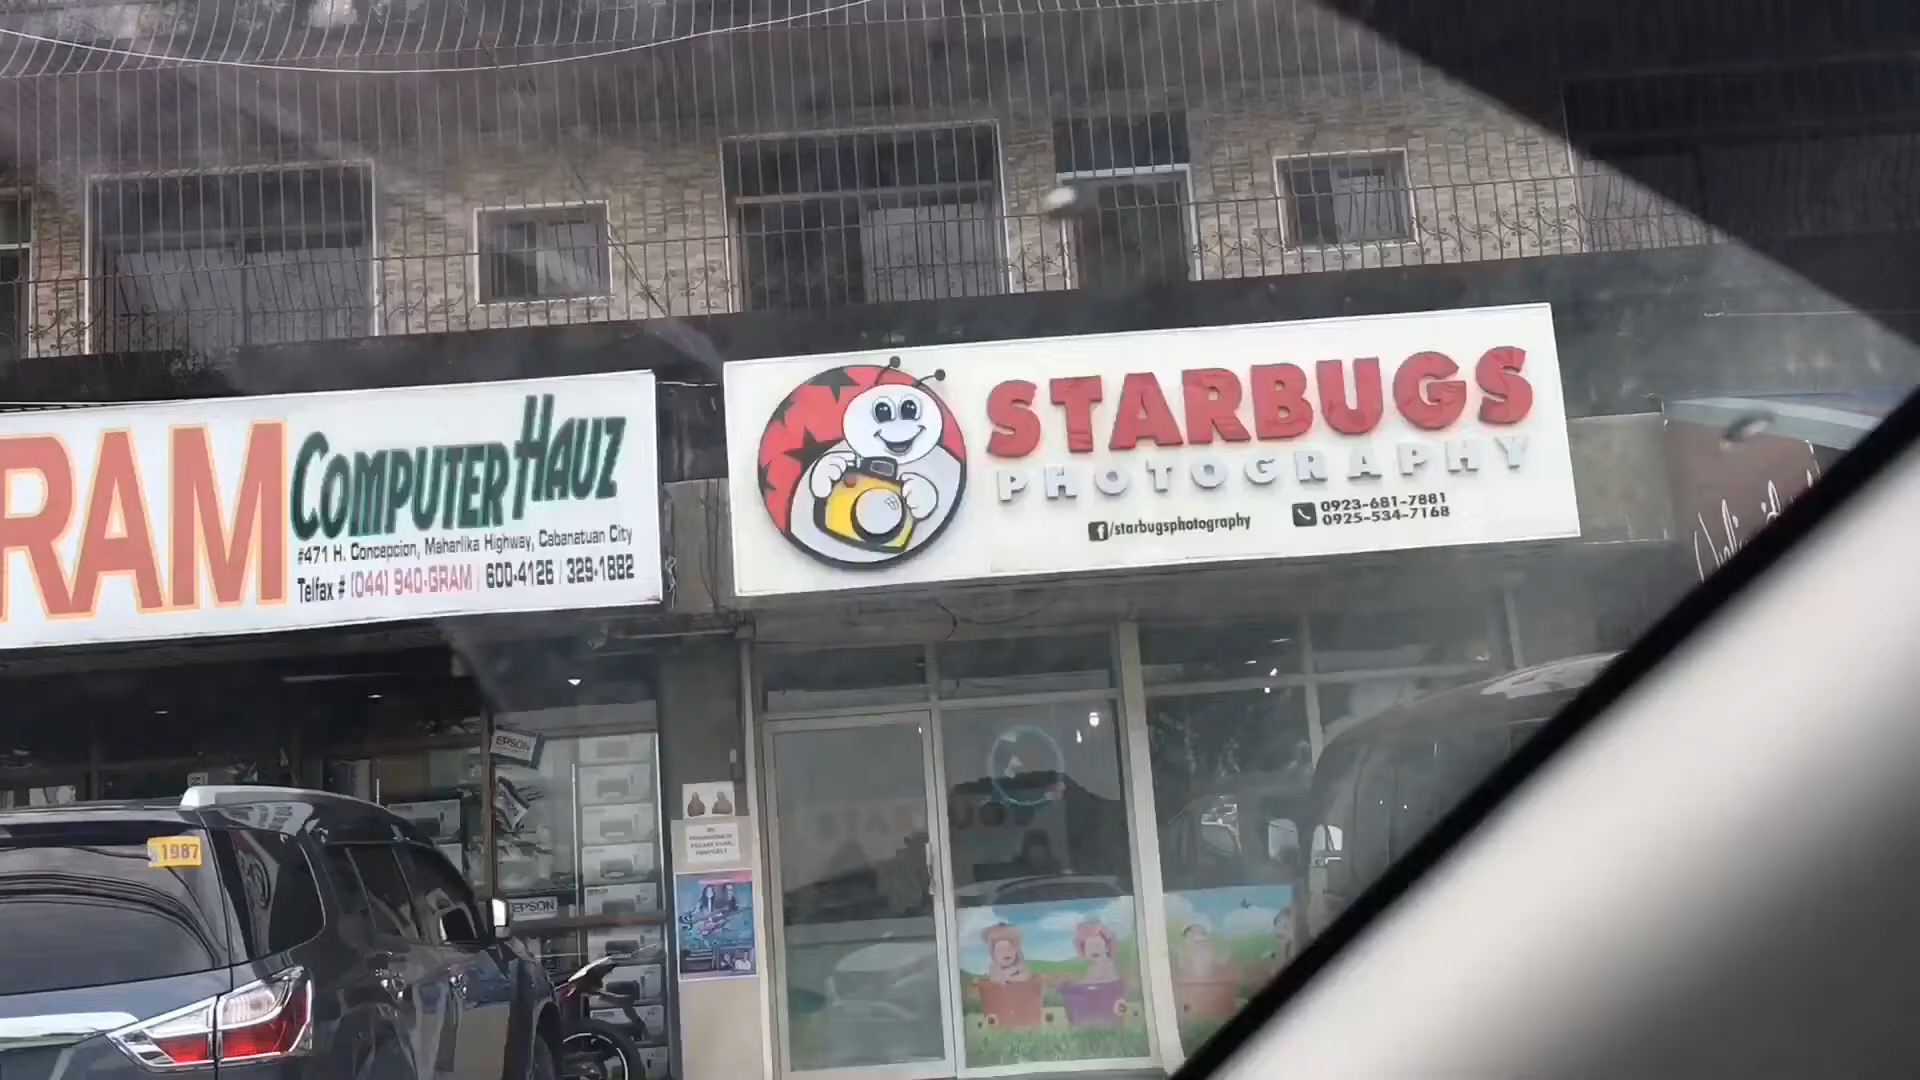 RAM
COMPUTER HAUZ
#471 H. Concepcion, Maharlika Highway, Cabanatuan City
Telfax # (044) 940-GRAM / 600-4126 / 329-1882
STARBUGS
PHOTOGRAPHY
/starbugsphotography
0923-681-7881
0925-534-7168
EPSON
EPSON
1987